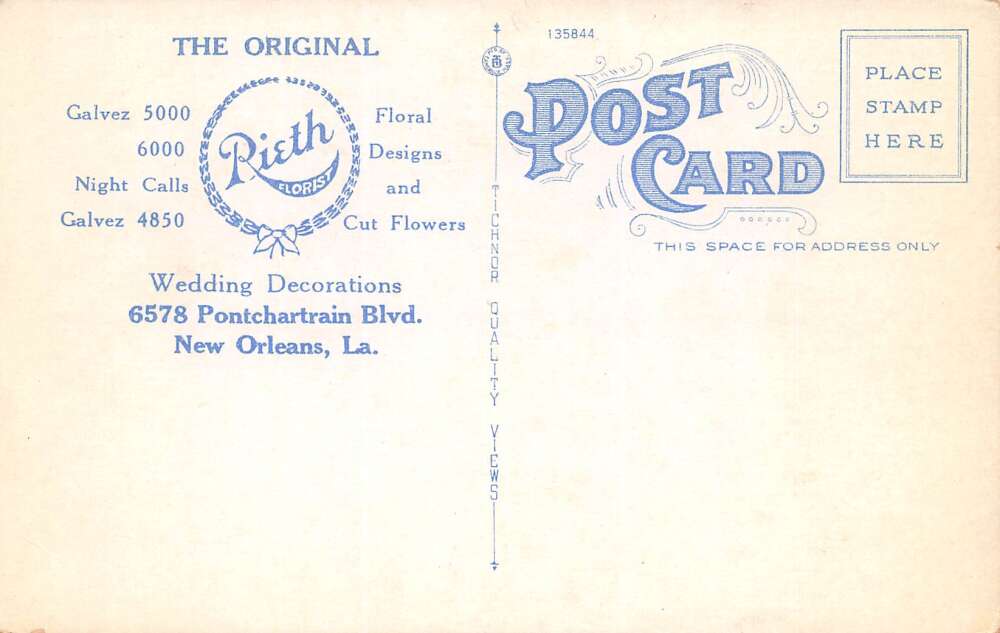 THE ORIGINAL
Galvez 5000
6000
Night Calls
Galvez 4850
Rieth
FLORIST
Floral
Designs
and
Cut Flowers
Wedding Decorations
6578 Pontchartrain Blvd.
New Orleans, La.
TICHNOR QUALITY VIEWS
135844
POST
CARD
PLACE
STAMP
HERE
THIS SPACE FOR ADDRESS ONLY